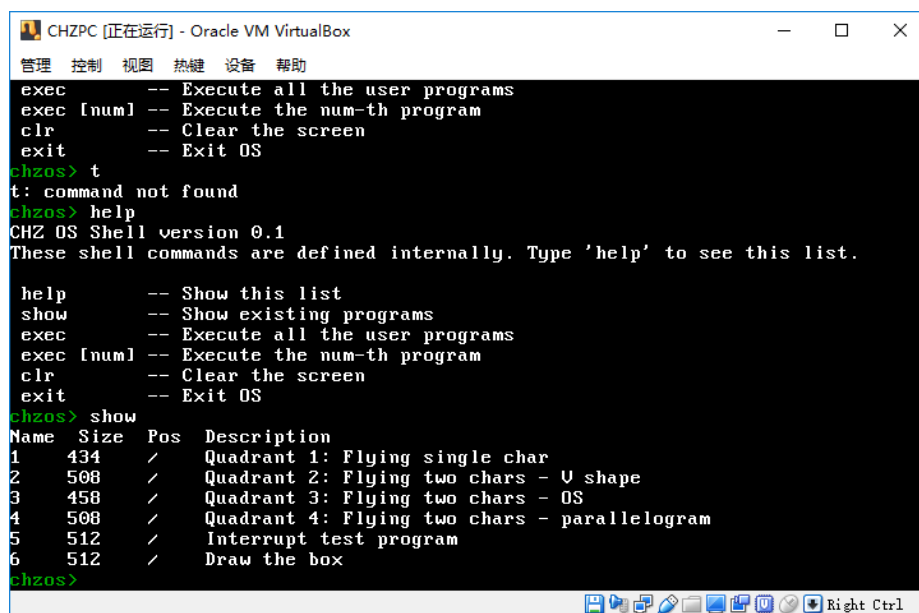 CHZPC [正在运行] - Oracle VM VirtualBox
管理 控制 视图 热键 设备 帮助
exec -- Execute all the user programs
exec [num] -- Execute the num-th program
clr -- Clear the screen
exit -- Exit OS
chzos> t
t: command not found
chzos> help
CHZ OS Shell version 0.1
These shell commands are defined internally. Type 'help' to see this list.
help -- Show this list
show -- Show existing programs
exec -- Execute all the user programs
exec [num] -- Execute the num-th program
clr -- Clear the screen
exit -- Exit OS
chzos> show
Name Size Pos Description
1 434 / Quadrant 1: Flying single char
2 508 / Quadrant 2: Flying two chars - V shape
3 458 / Quadrant 3: Flying two chars - OS
4 508 / Quadrant 4: Flying two chars - parallelogram
5 512 / Interrupt test program
6 512 / Draw the box
chzos>
Right Ctrl